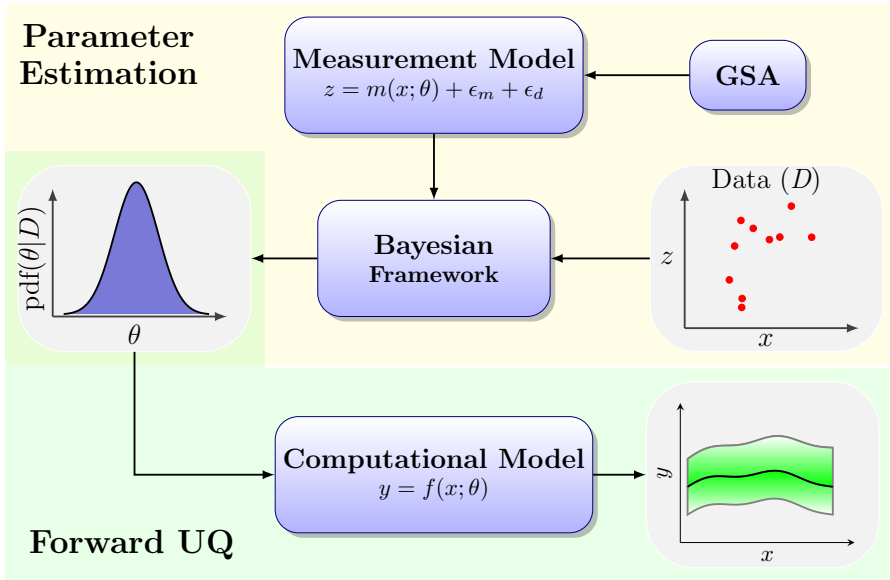 Parameter
Estimation
Measurement Model
z = m(x; θ) + ϵ_m + ϵ_d
GSA
pdf(θ|D)
θ
Bayesian
Framework
Data (D)
z
x
Computational Model
y = f(x; θ)
y
x
Forward UQ